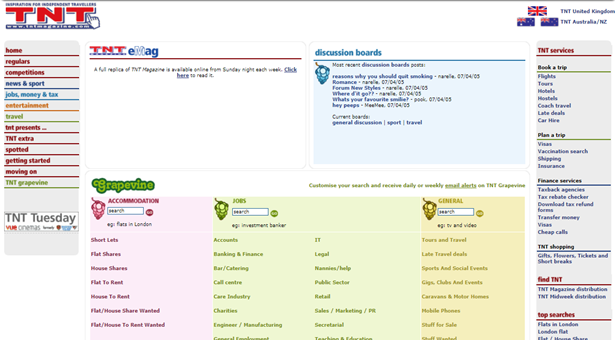 INSPIRATION FOR INDEPENDENT TRAVELLERS
TNT
www.tntmagazine.com
TNT United Kingdom
TNT Australia/NZ
home
regulars
competitions
news & sport
jobs, money & tax
entertainment
travel
tnt presents ..
TNT extra
spotted
getting started
moving on
TNT grapevine
TNT Tuesday
vue cinemas
TNT eMag
A full replica of TNT Magazine is available online from Sunday night each week. Click
here to read it.
discussion boards
Most recent discussion boards posts:
reasons why you should quit smoking - narelle, 07/04/05
Romance - narelle, 07/04/05
Forum New Styles - narelle, 07/04/05
Where d'it go?? - narelle, 07/04/05
Whats your favourite smilie? - pook, 07/04/05
hey peeps - MeeMee, 07/04/05
Current boards:
general discussion | sport | travel
Grapevine
Customise your search and receive daily or weekly email alerts on TNT Grapevine
ACCOMMODATION
search
eg: flats in London
Short Lets
Flat Shares
House Shares
Flat To Rent
House To Rent
Flat/House Share Wanted
Flat/House To Rent Wanted
JOBS
search
eg: investment banker
Accounts
Banking & Finance
Bar/Catering
Call centre
Care Industry
Charities
Engineer / Manufacturing
General Employment
IT
Legal
Nannies/help
Public Sector
Retail
Sales / Marketing / PR
Secretarial
Teaching & Education
GENERAL
search
eg: tv and video
Tours and Travel
Late Travel deals
Sports And Social Events
Gigs, Clubs And Events
Caravans & Motor Homes
Mobile Phones
Stuff for Sale
Stuff Wanted
TNT services
Book a trip
Flights
Tours
Hotels
Hostels
Coach travel
Late deals
Car Hire
Plan a trip
Visas
Vaccination search
Shipping
Insurance
Finance services
Taxback agencies
Tax rebate checker
Download tax refund
forms
Transfer money
Visas
Cheap calls
TNT shopping
Gifts, Flowers, Tickets and
Short breaks
find TNT
TNT Magazine distribution
TNT Midweek distribution
top searches
Flats in London
London flat